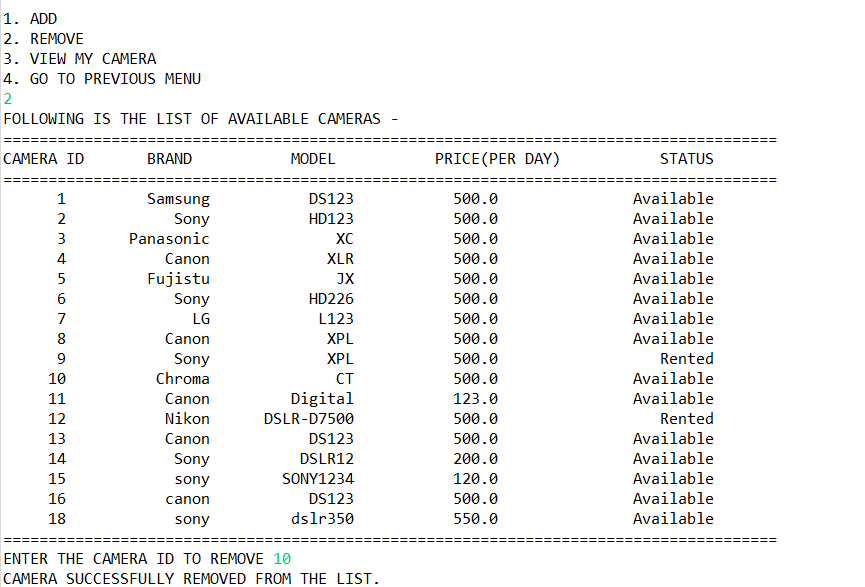 1. ADD
2. REMOVE
3. VIEW MY CAMERA
4. GO TO PREVIOUS MENU
2
FOLLOWING IS THE LIST OF AVAILABLE CAMERAS -
======================================================================================
CAMERA ID       BRAND           MODEL           PRICE(PER DAY)           STATUS
======================================================================================
      1         Samsung           DS123           500.0               Available
      2            Sony           HD123           500.0               Available
      3       Panasonic              XC           500.0               Available
      4           Canon             XLR           500.0               Available
      5         Fujistu              JX           500.0               Available
      6            Sony           HD226           500.0               Available
      7              LG            L123           500.0               Available
      8           Canon             XPL           500.0               Available
      9            Sony             XPL           500.0                  Rented
     10          Chroma              CT           500.0               Available
     11           Canon         Digital           123.0               Available
     12           Nikon      DSLR-D7500           500.0                  Rented
     13           Canon           DS123           500.0               Available
     14            Sony          DSLR12           200.0               Available
     15            sony        SONY1234           120.0               Available
     16           canon           DS123           500.0               Available
     18            sony         dslr350           550.0               Available
======================================================================================
ENTER THE CAMERA ID TO REMOVE 10
CAMERA SUCCESSFULLY REMOVED FROM THE LIST.